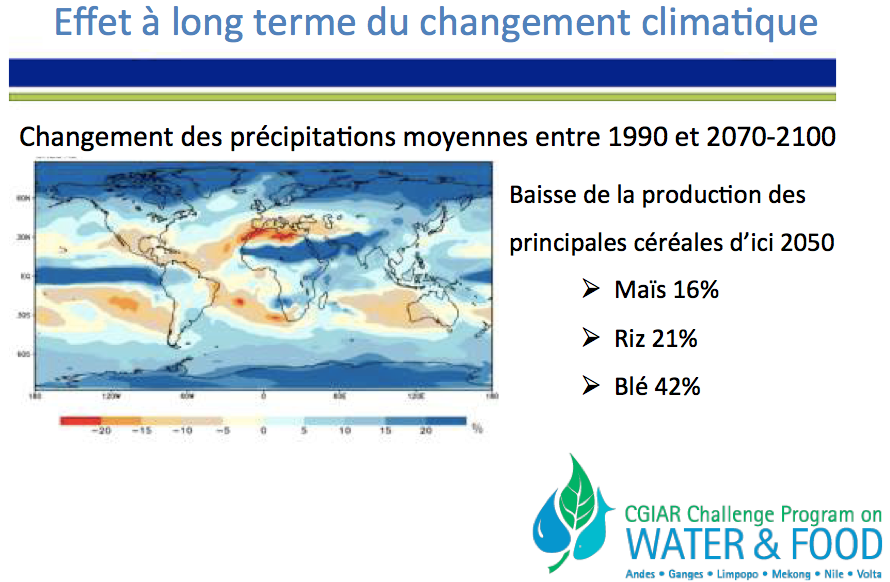 Effet à long terme du changement climatique
Changement des précipitations moyennes entre 1990 et 2070-2100
Baisse de la production des
principales céréales d’ici 2050
➢ Maïs 16%
➢ Riz 21%
➢ Blé 42%
60N
30N
EQ
30S
60S
180 120W 60W 0 60E 120E 180
-20 -15 -10 -5 0 5 10 15 20 %
CGIAR Challenge Program on
WATER & FOOD
Andes • Ganges • Limpopo • Mekong • Nile • Volta